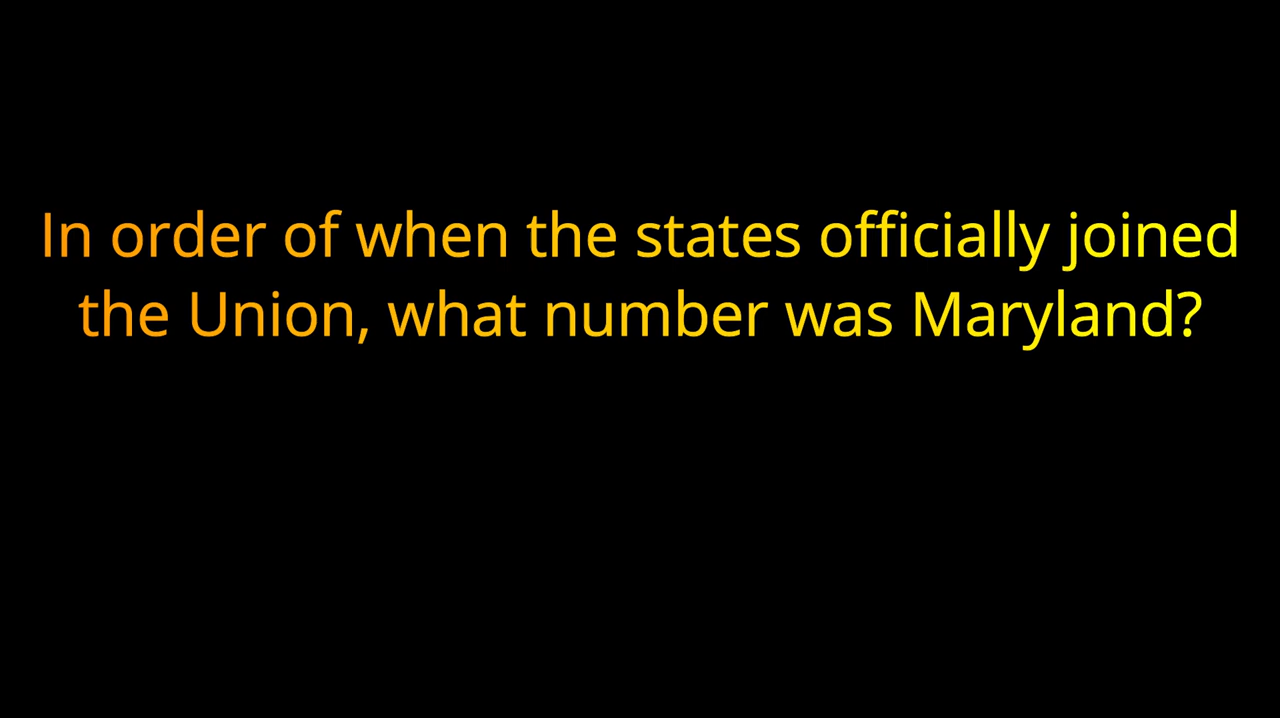 In order of when the states officially joined
the Union, what number was Maryland?